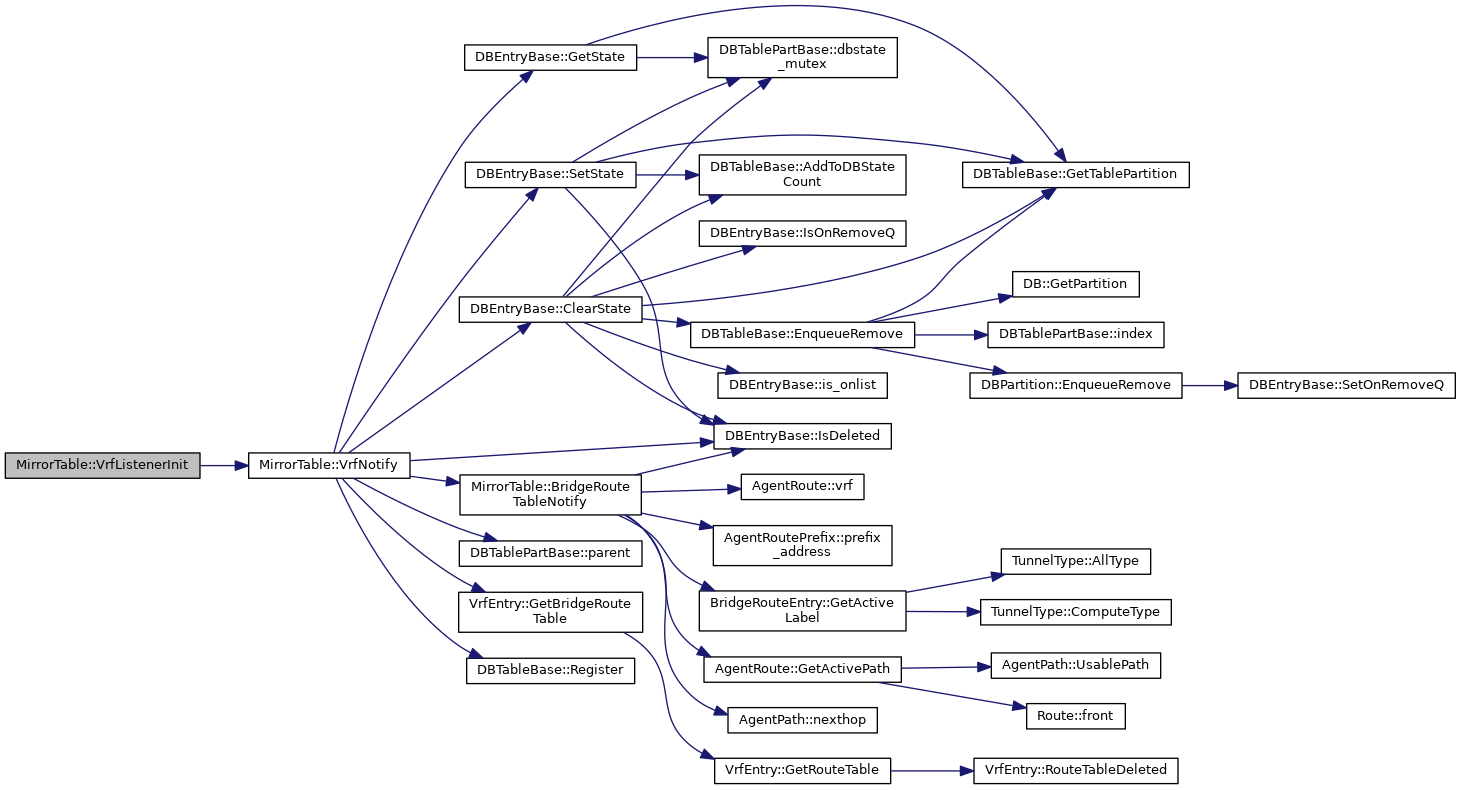 MirrorTable::VrfListenerInit
MirrorTable::VrfNotify
DBEntryBase::GetState
DBEntryBase::SetState
DBEntryBase::ClearState
MirrorTable::BridgeRoute
TableNotify
DBTablePartBase::parent
VrfEntry::GetBridgeRoute
Table
DBTableBase::Register
DBTablePartBase::dbstate
_mutex
DBTableBase::AddToDBState
Count
DBEntryBase::IsOnRemoveQ
DBTableBase::EnqueueRemove
DBEntryBase::is_onlist
DBEntryBase::IsDeleted
AgentRoute::vrf
AgentRoutePrefix::prefix
_address
BridgeRouteEntry::GetActive
Label
AgentRoute::GetActivePath
AgentPath::nexthop
VrfEntry::GetRouteTable
DBTableBase::GetTablePartition
DB::GetPartition
DBTablePartBase::index
DBPartition::EnqueueRemove
TunnelType::AllType
TunnelType::ComputeType
AgentPath::UsablePath
Route::front
VrfEntry::RouteTableDeleted
DBEntryBase::SetOnRemoveQ